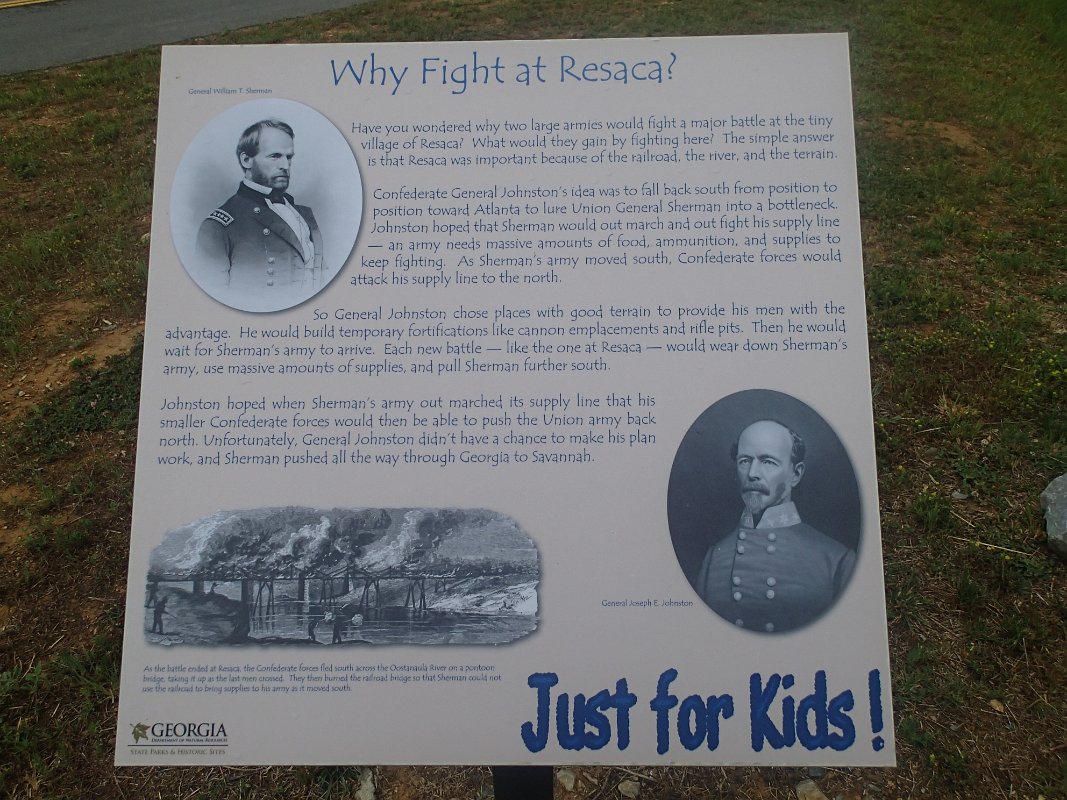 Why Fight at Resaca?
General William T. Sherman
Have you wondered why two large armies would fight a major battle at the tiny
village of Resaca? What would they gain by fighting here? The simple answer
is that Resaca was important because of the railroad, the river, and the terrain.
Confederate General Johnston's idea was to fall back south from position to
position toward Atlanta to lure Union General Sherman into a bottleneck.
Johnston hoped that Sherman would out march and out fight his supply line
— an army needs massive amounts of food, ammunition, and supplies to
keep fighting. As Sherman's army moved south, Confederate forces would
attack his supply line to the north.
So General Johnston chose places with good terrain to provide his men with the
advantage. He would build temporary fortifications like cannon emplacements and rifle pits. Then he would
wait for Sherman's army to arrive. Each new battle — like the one at Resaca — would wear down Sherman's
army, use massive amounts of supplies, and pull Sherman further south.
Johnston hoped when Sherman's army out marched its supply line that his
smaller Confederate forces would then be able to push the Union army back
north. Unfortunately, General Johnston didn't have a chance to make his plan
work, and Sherman pushed all the way through Georgia to Savannah.
General Joseph E. Johnston
As the battle ended at Resaca, the Confederate forces fled south across the Oostanaula River on a pontoon
bridge, taking it up as the last men crossed. They then burned the railroad bridge so that Sherman could not
use the railroad to bring supplies to his army as it moved south.
Just for Kids!
GEORGIA
DEPARTMENT OF NATURAL RESOURCES
STATE PARKS & HISTORIC SITES